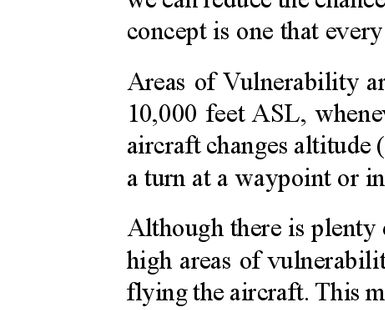 we can reduce the chance
concept is one that every
Areas of Vulnerability ar
10,000 feet ASL, whenev
aircraft changes altitude (
a turn at a waypoint or in
Although there is plenty
high areas of vulnerabilit
flying the aircraft. This m